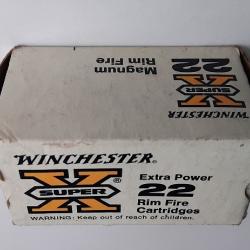 WINCHESTER
22
Magnum
Rim Fire
SUPER
X
WINCHESTER®
SUPER X®
Extra Power
22
Rim Fire
Cartridges
WARNING: Keep out of reach of children.